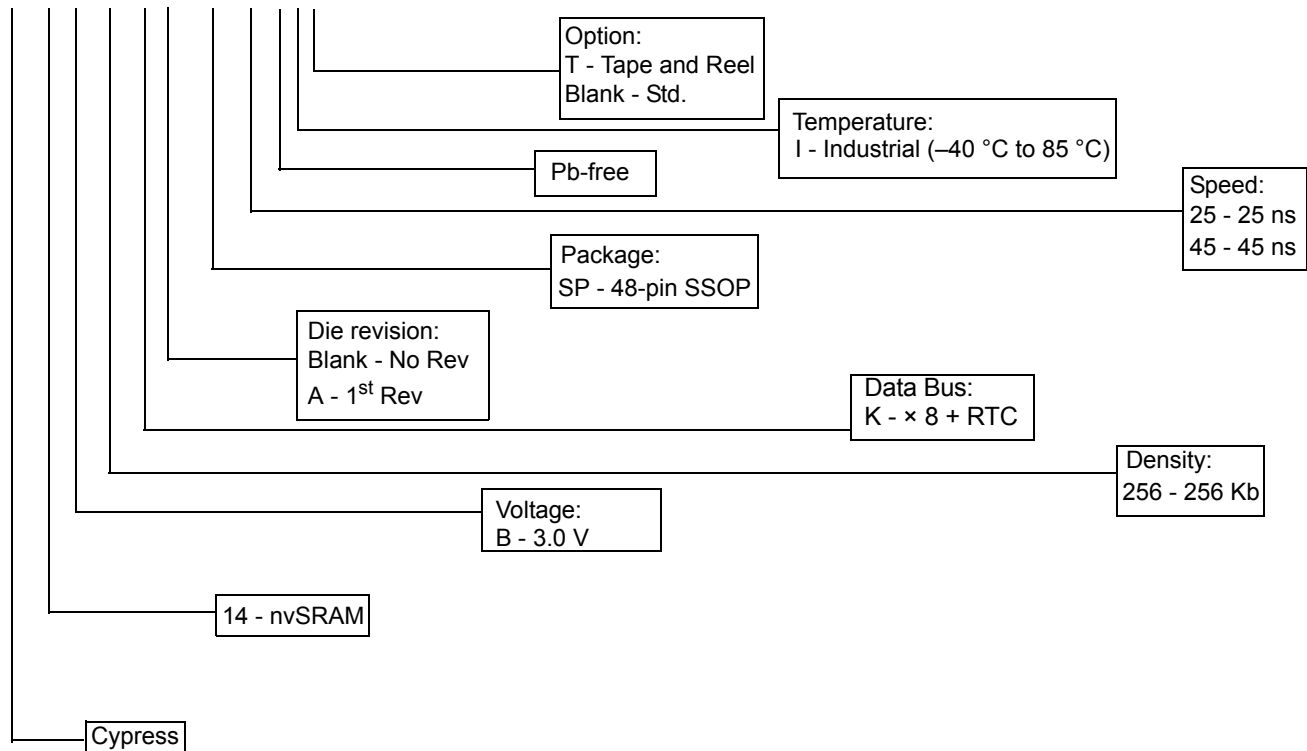 Option:
T - Tape and Reel
Blank - Std.
Temperature:
I - Industrial (–40 °C to 85 °C)
Pb-free
Speed:
25 - 25 ns
45 - 45 ns
Package:
SP - 48-pin SSOP
Die revision:
Blank - No Rev
A - 1st Rev
Data Bus:
K - × 8 + RTC
Density:
256 - 256 Kb
Voltage:
B - 3.0 V
14 - nvSRAM
Cypress